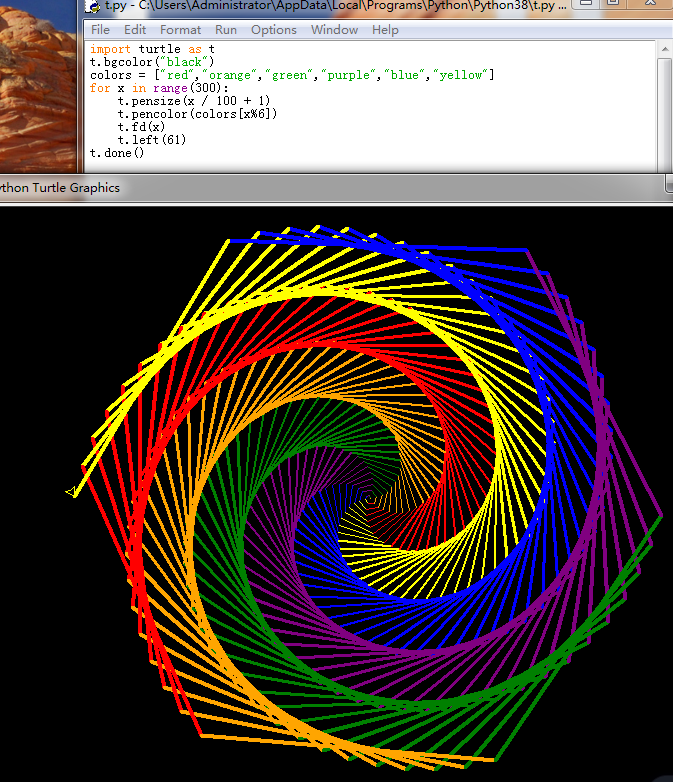 t.py - C:\Users\Administrator\AppData\Local\Programs\Python\Python38\t.py ...
File Edit Format Run Options Window Help
import turtle as t
t.bgcolor("black")
colors = ["red","orange","green","purple","blue","yellow"]
for x in range(300):
    t.pensize(x / 100 + 1)
    t.pencolor(colors[x%6])
    t.fd(x)
    t.left(61)
t.done()
ython Turtle Graphics